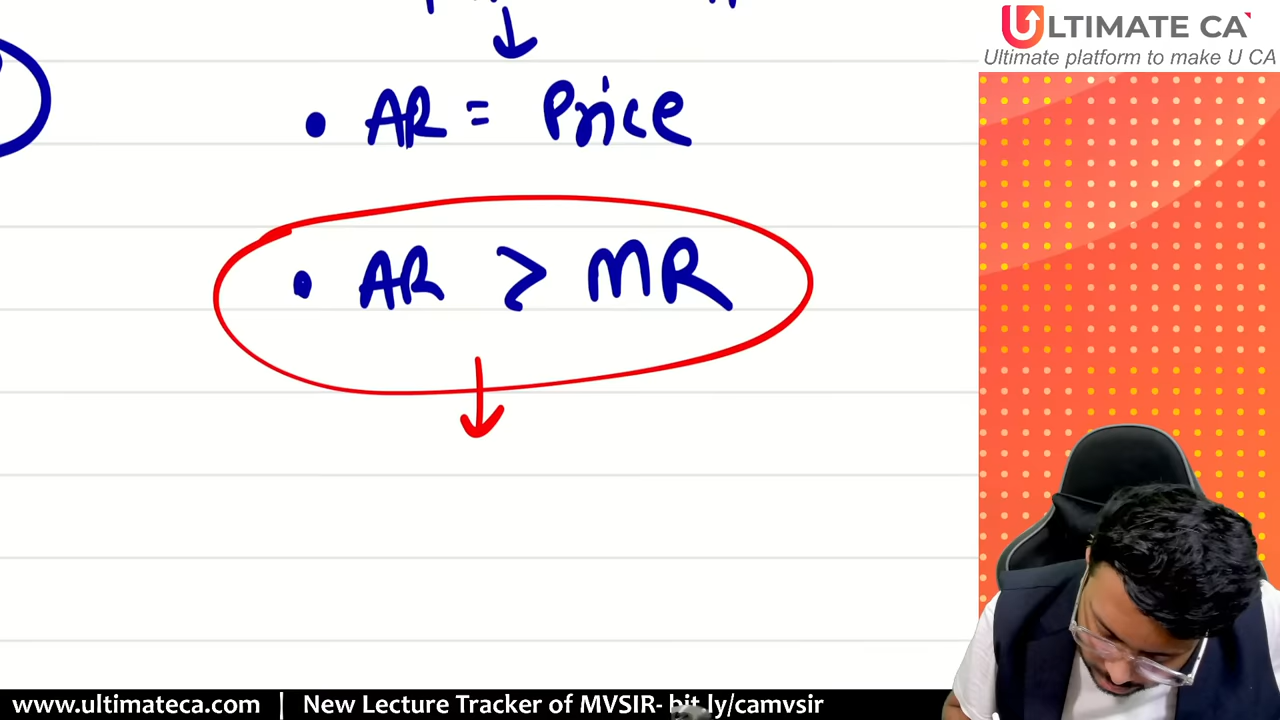 ULTIMATE CA
Ultimate platform to make U CA
• AR = Price
• AR > MR
www.ultimateca.com | New Lecture Tracker of MVSIR- bit.ly/camvsir